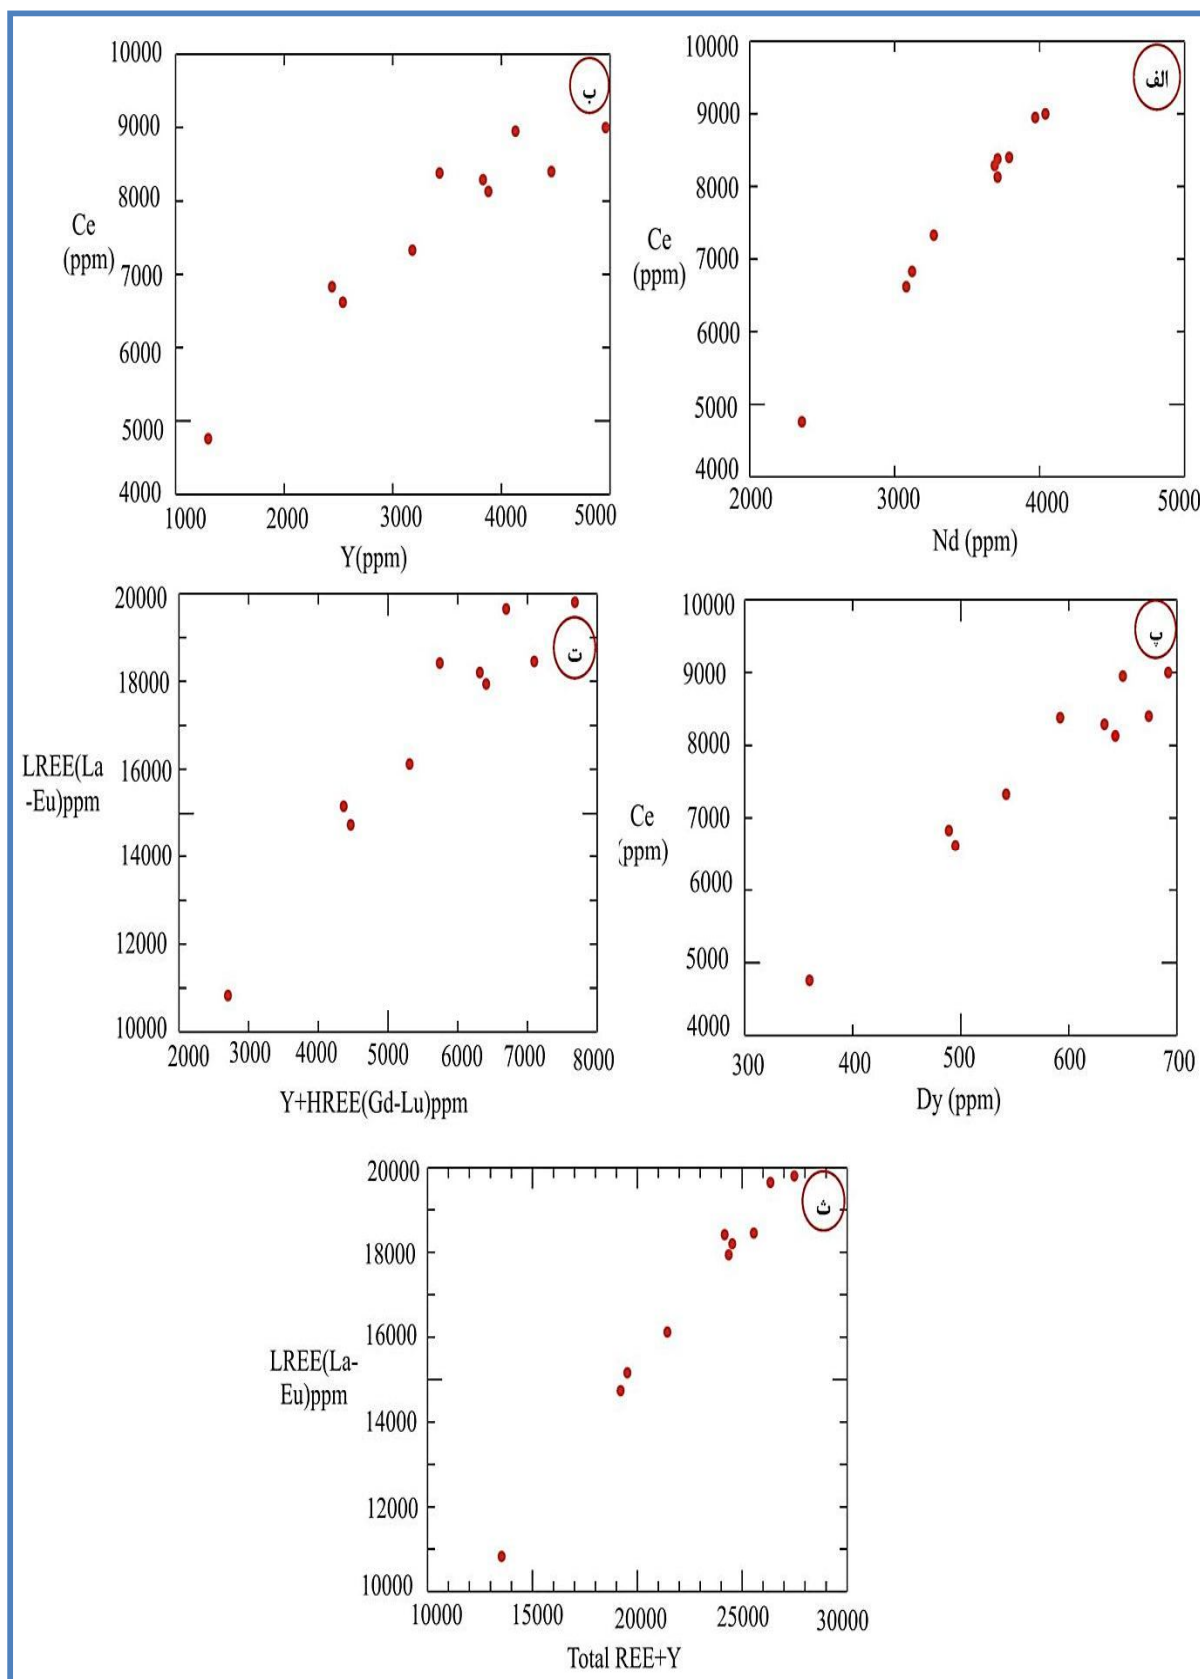 10000
9000
8000
7000
6000
5000
4000
Ce
(ppm)
1000 2000 3000 4000 5000
Y(ppm)
ب
10000
9000
8000
7000
6000
5000
4000
Ce
(ppm)
2000 3000 4000 5000
Nd (ppm)
الف
20000
18000
16000
14000
12000
10000
LREE(La
-Eu)ppm
2000 3000 4000 5000 6000 7000 8000
Y+HREE(Gd-Lu)ppm
ت
10000
9000
8000
7000
6000
5000
4000
Ce
(ppm)
300 400 500 600 700
Dy (ppm)
پ
20000
18000
16000
14000
12000
10000
LREE(La-
Eu)ppm
10000 15000 20000 25000 30000
Total REE+Y
ث